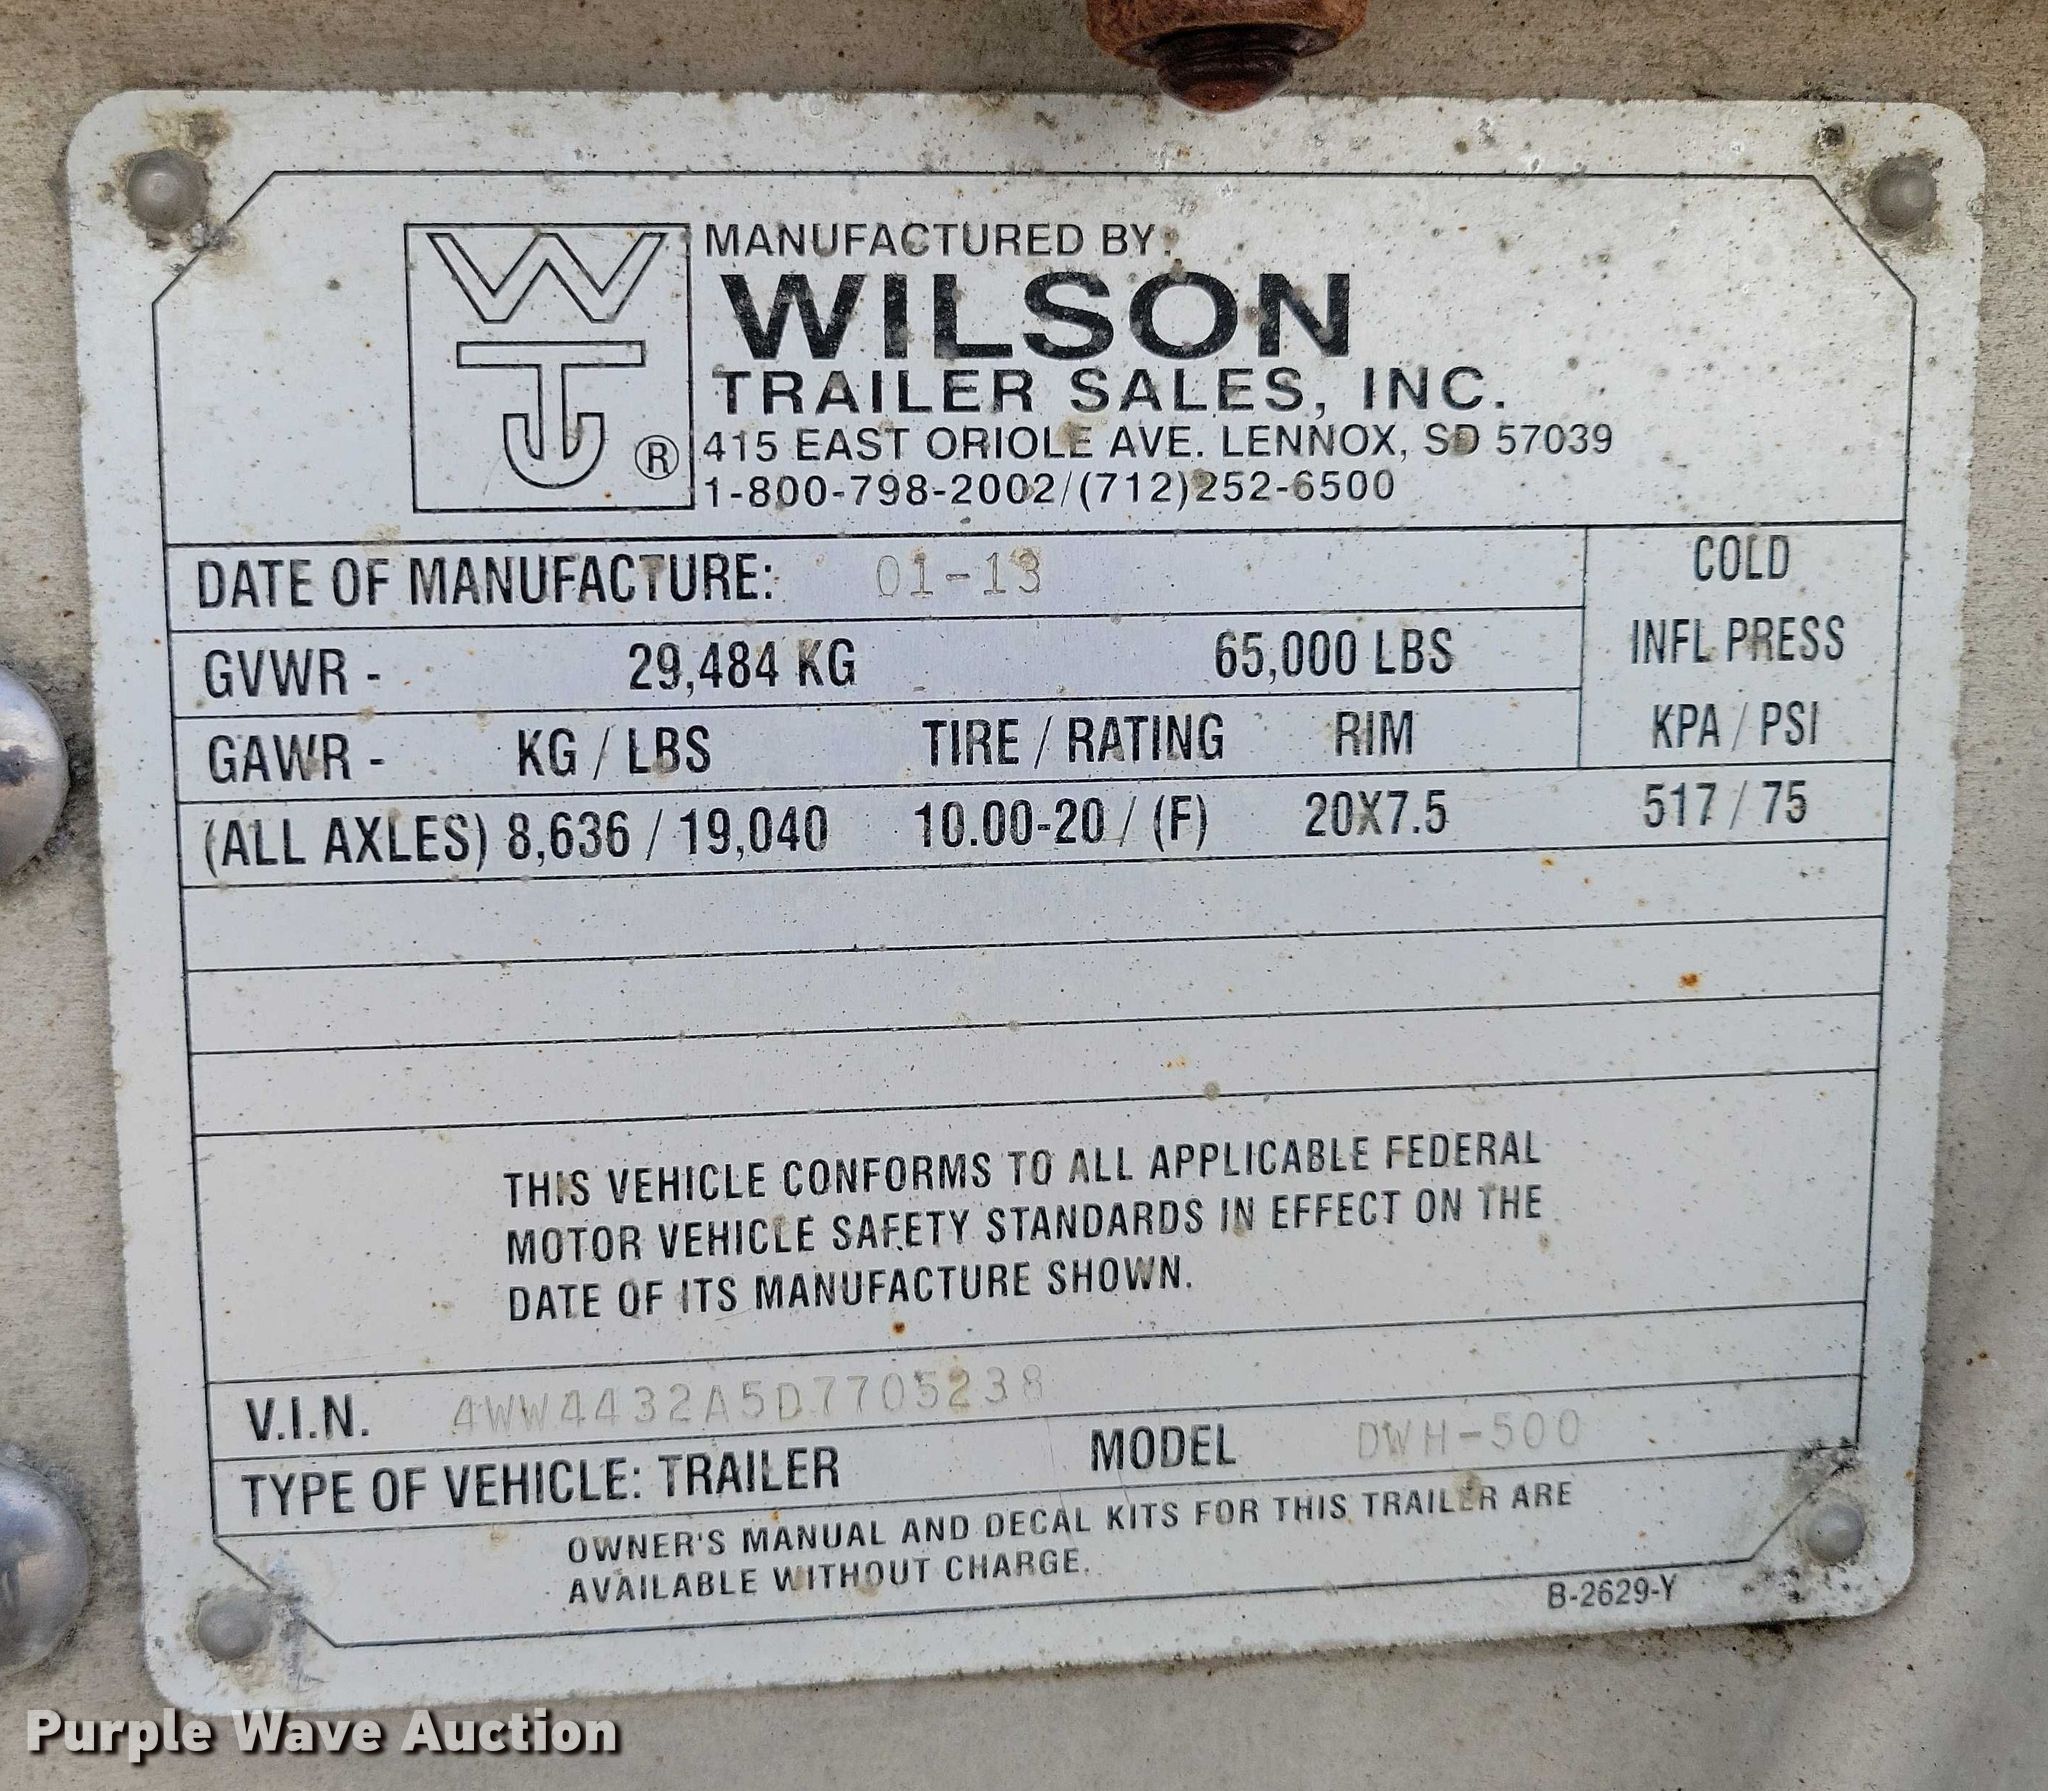 WTJ ®
MANUFACTURED BY:
WILSON
TRAILER SALES, INC.
415 EAST ORIOLE AVE. LENNOX, SD 57039
1-800-798-2002/(712)252-6500
DATE OF MANUFACTURE: 01-13
COLD
INFL PRESS
KPA / PSI
GVWR - 29,484 KG 65,000 LBS
GAWR - KG / LBS TIRE / RATING RIM
(ALL AXLES) 8,636 / 19,040 10.00-20 / (F) 20X7.5 517 / 75
THIS VEHICLE CONFORMS TO ALL APPLICABLE FEDERAL
MOTOR VEHICLE SAFETY STANDARDS IN EFFECT ON THE
DATE OF ITS MANUFACTURE SHOWN.
V.I.N. 4WW4432A5D7705238
TYPE OF VEHICLE: TRAILER MODEL DWH-500
OWNER'S MANUAL AND DECAL KITS FOR THIS TRAILER ARE
AVAILABLE WITHOUT CHARGE.
B-2629-Y
Purple Wave Auction